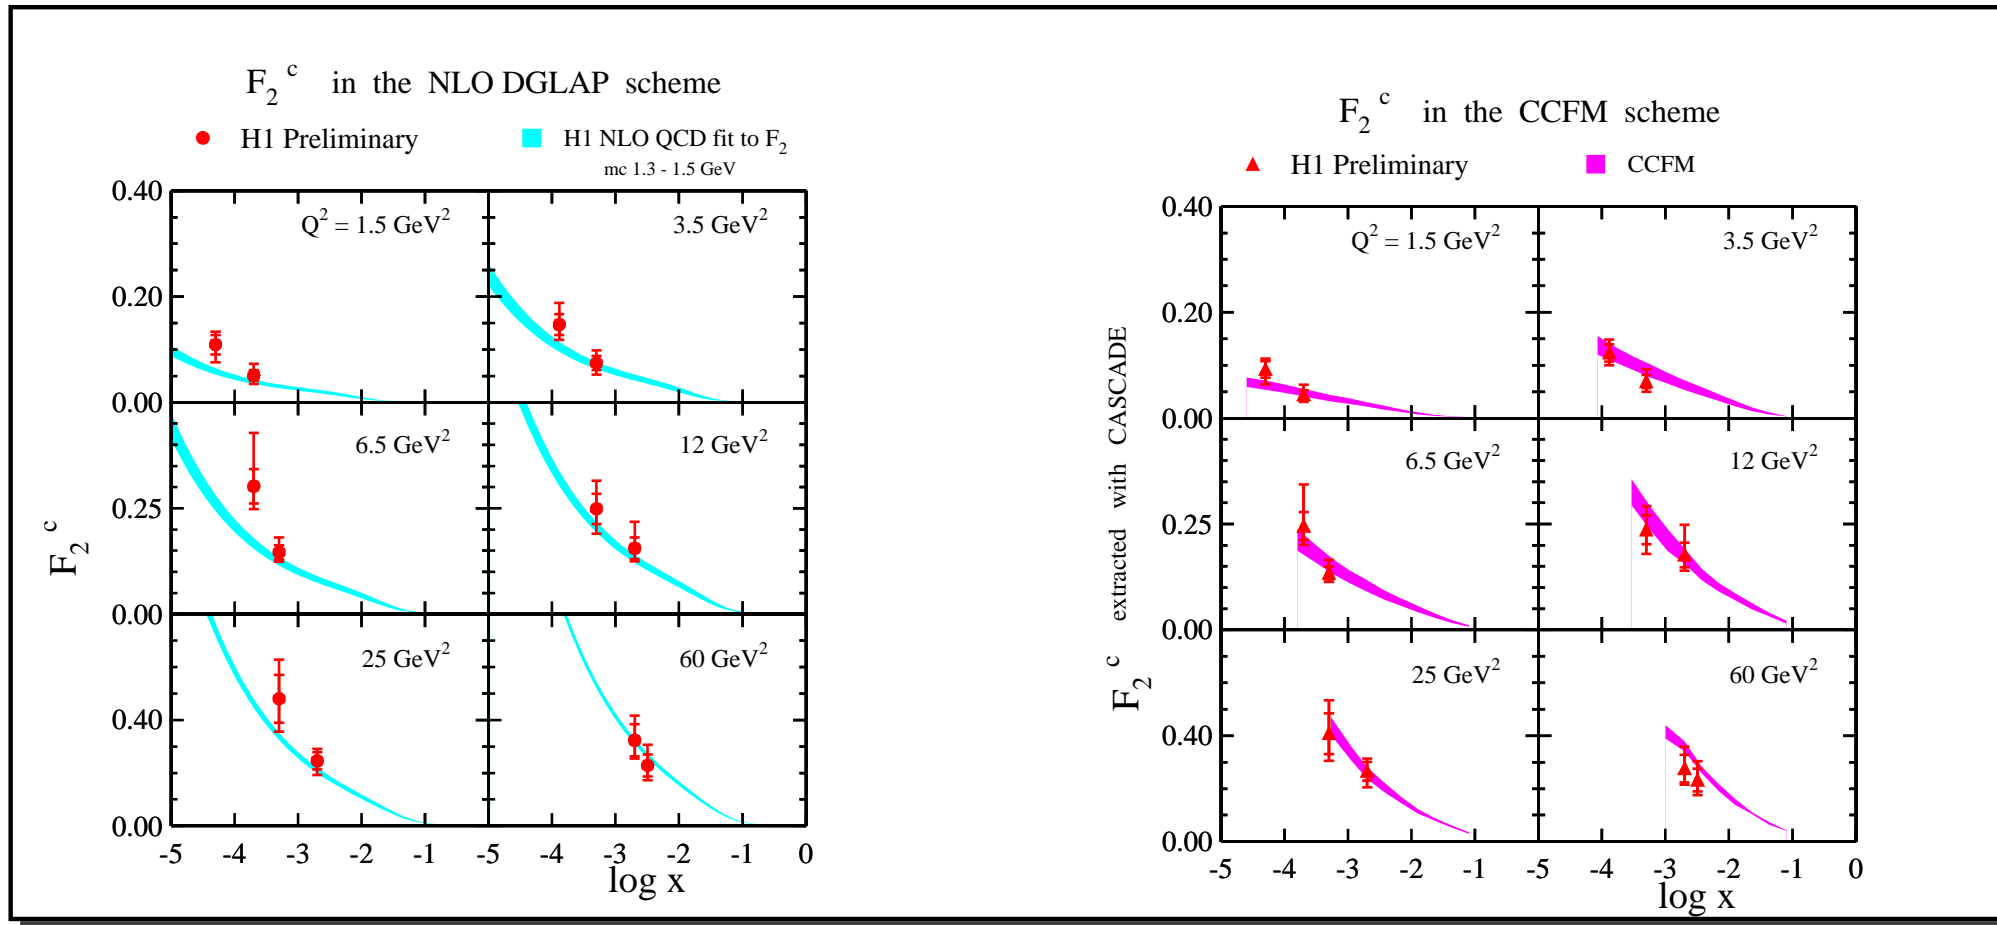 F₂ᶜ in the NLO DGLAP scheme
H1 Preliminary
H1 NLO QCD fit to F₂
mc 1.3 - 1.5 GeV
0.40
Q² = 1.5 GeV²
3.5 GeV²
0.20
0.00
6.5 GeV²
12 GeV²
0.25
0.00
25 GeV²
60 GeV²
0.40
0.00
F₂ᶜ
-5 -4 -3 -2 -1 -5 -4 -3 -2 -1 0
log x
F₂ᶜ in the CCFM scheme
H1 Preliminary
CCFM
0.40
Q² = 1.5 GeV²
3.5 GeV²
0.20
0.00
6.5 GeV²
12 GeV²
0.25
0.00
25 GeV²
60 GeV²
0.40
0.00
F₂ᶜ extracted with CASCADE
-5 -4 -3 -2 -1 -5 -4 -3 -2 -1 0
log x